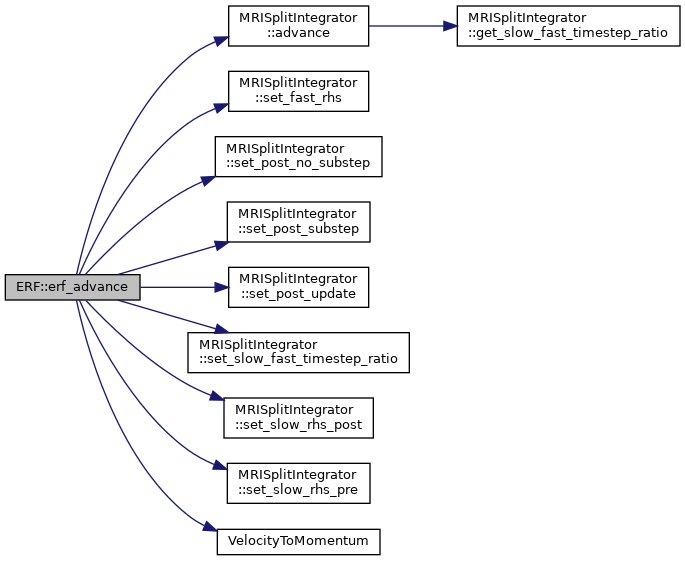 MRISplitIntegrator
::advance
MRISplitIntegrator
::get_slow_fast_timestep_ratio
MRISplitIntegrator
::set_fast_rhs
MRISplitIntegrator
::set_post_no_substep
MRISplitIntegrator
::set_post_substep
ERF::erf_advance
MRISplitIntegrator
::set_post_update
MRISplitIntegrator
::set_slow_fast_timestep_ratio
MRISplitIntegrator
::set_slow_rhs_post
MRISplitIntegrator
::set_slow_rhs_pre
VelocityToMomentum